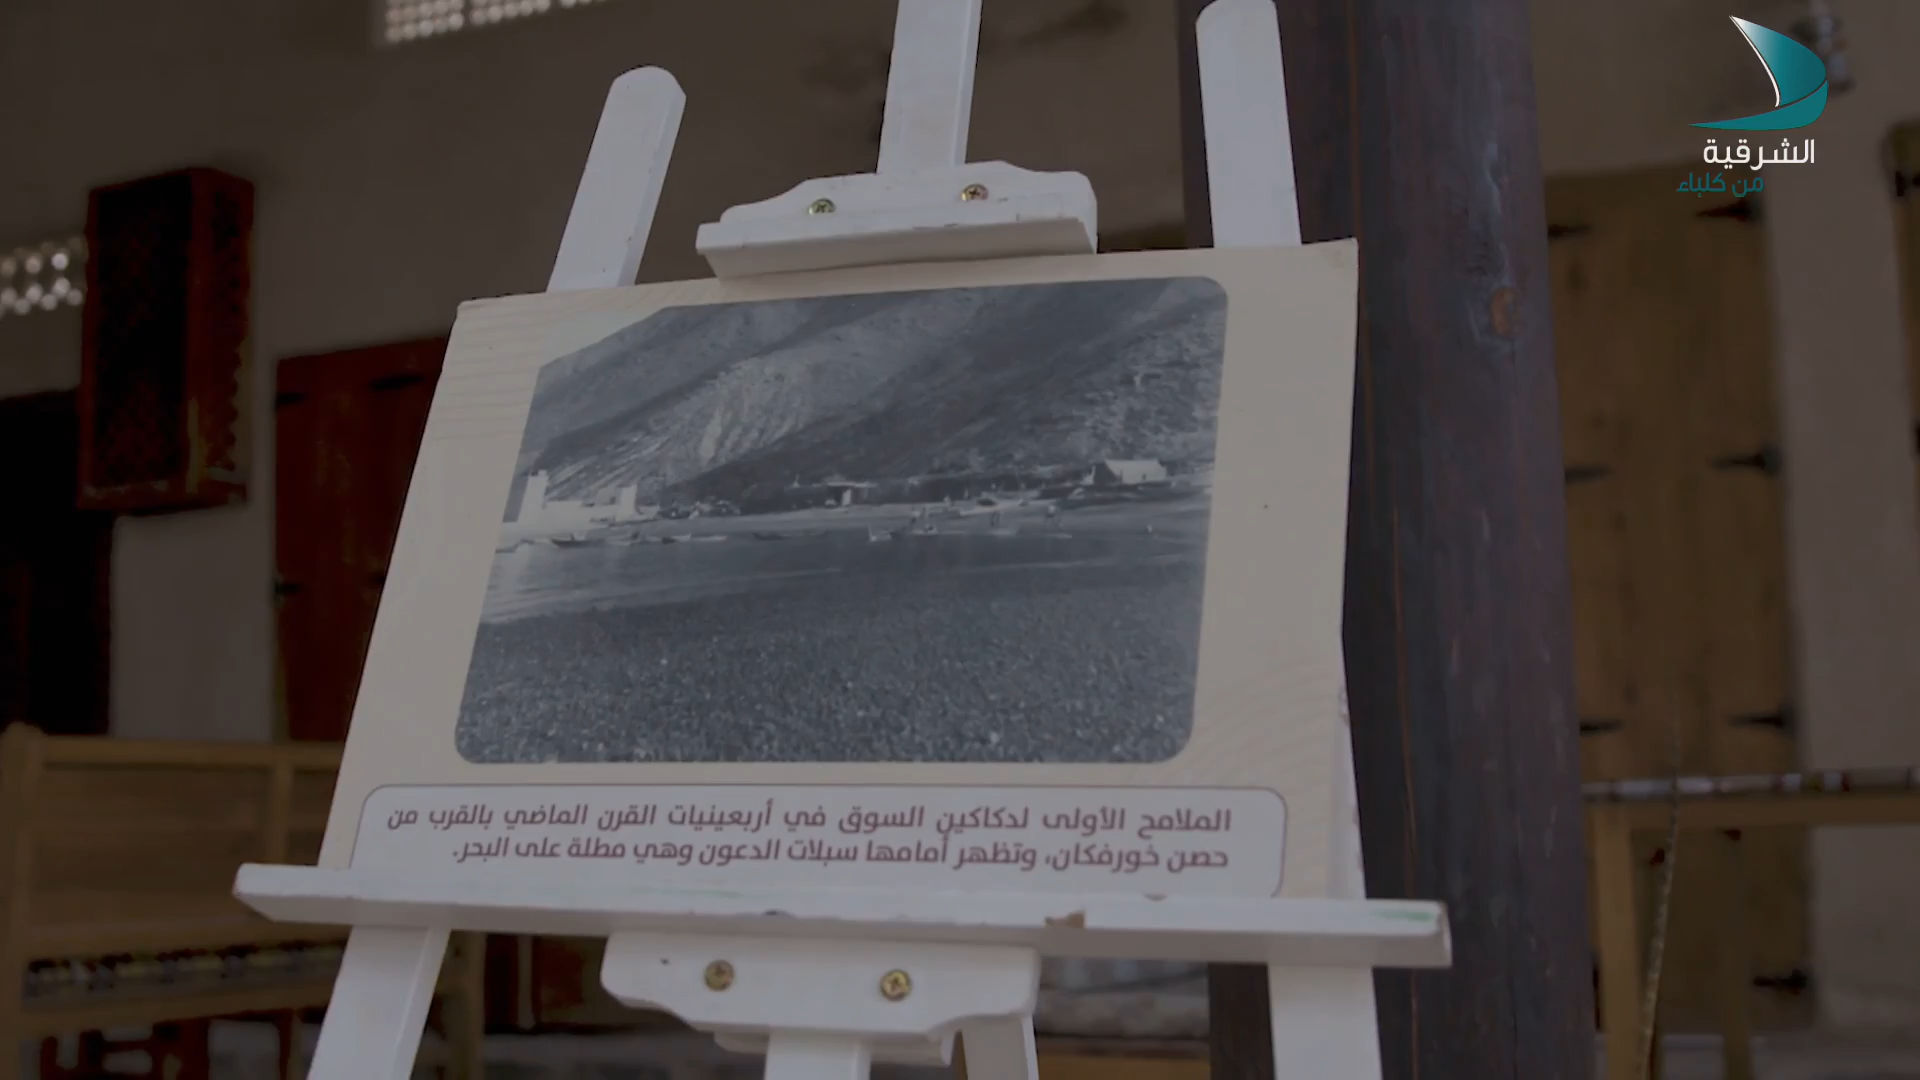 الشرقية
من كلباء
الملامح الأولى لدكاكين السوق في أربعينيات القرن الماضي بالقرب من
حصن خورفكان، وتظهر أمامها سبلات الدعون وهي مطلة على البحر.